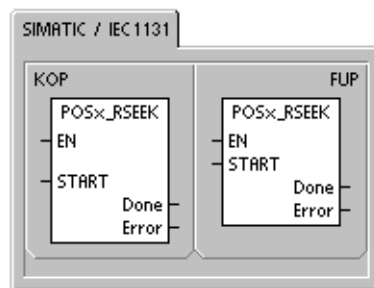 SIMATIC / IEC1131
KOP
FUP
POSx_RSEEK
EN
START
Done
Error
POSx_RSEEK
EN
START
Done
Error